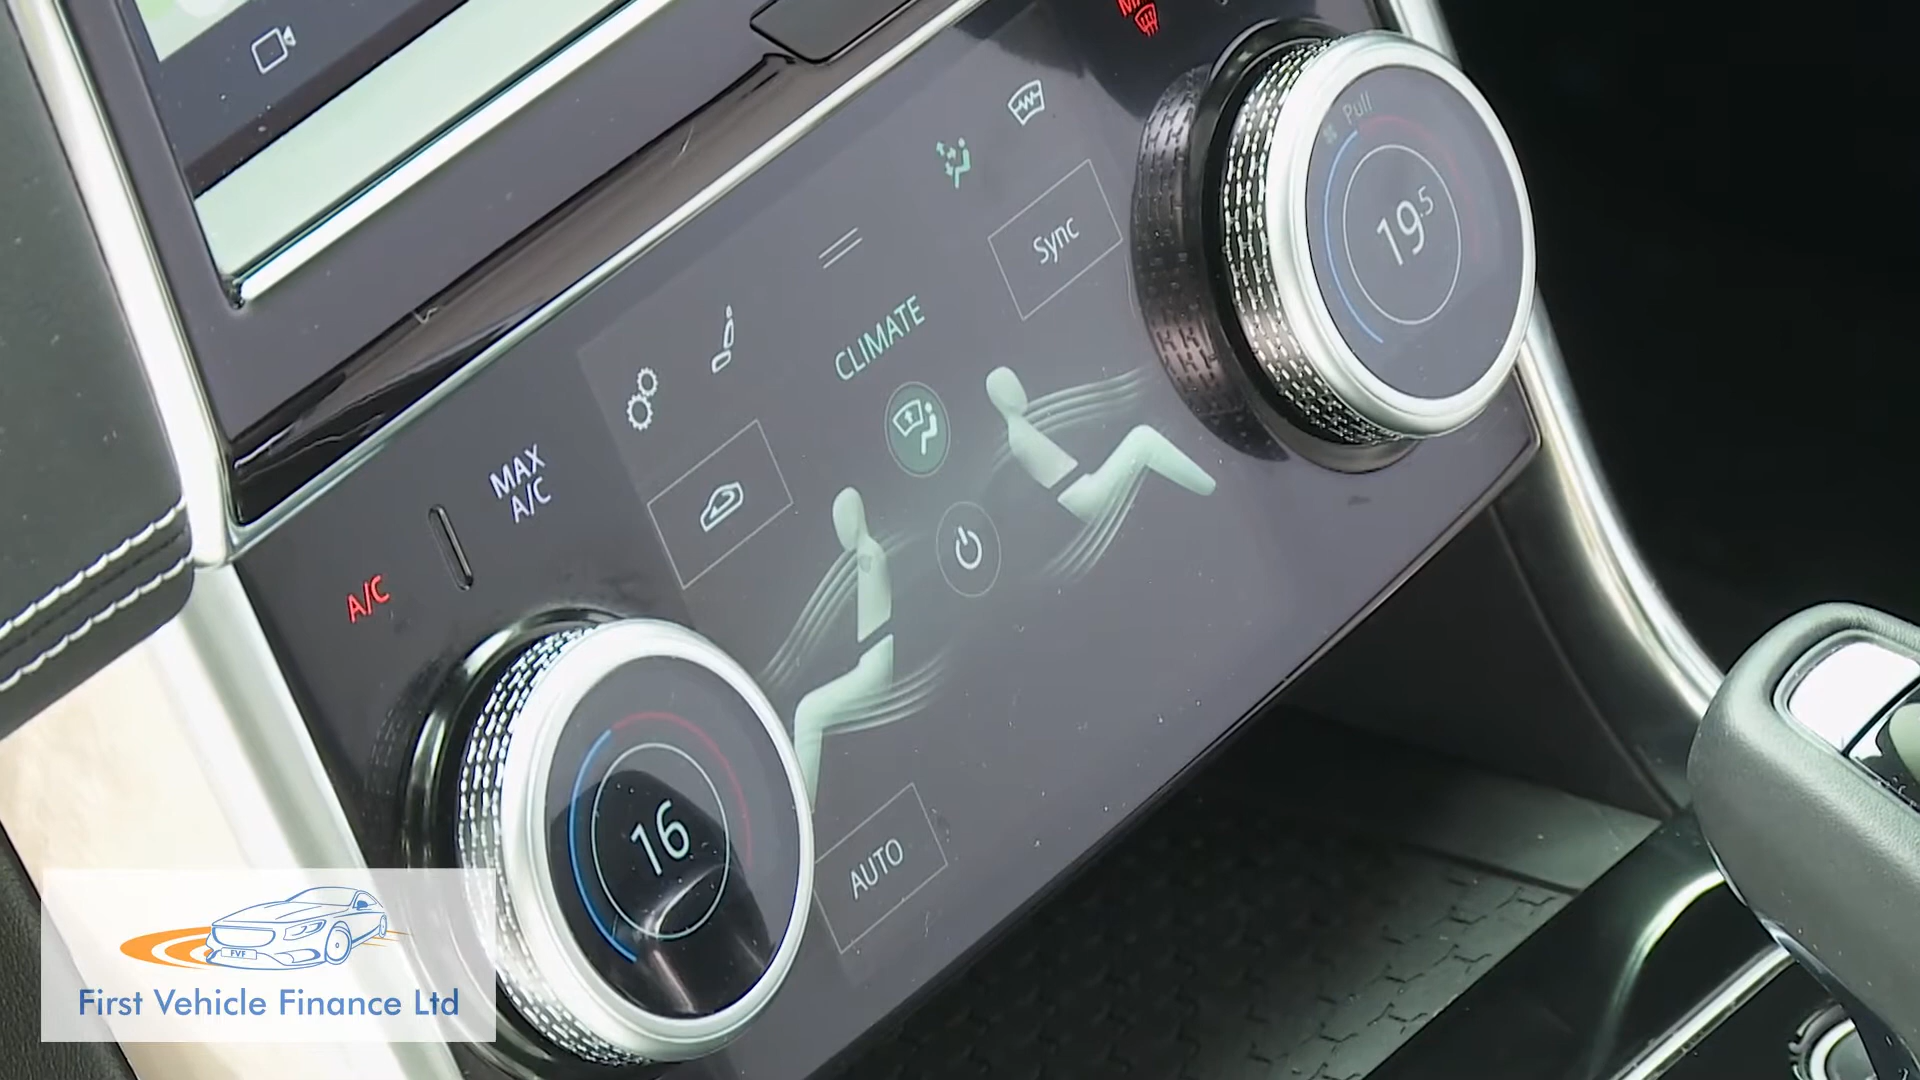 Pull
19.5
Sync
CLIMATE
MAX
A/C
A/C
16
AUTO
FVF
First Vehicle Finance Ltd